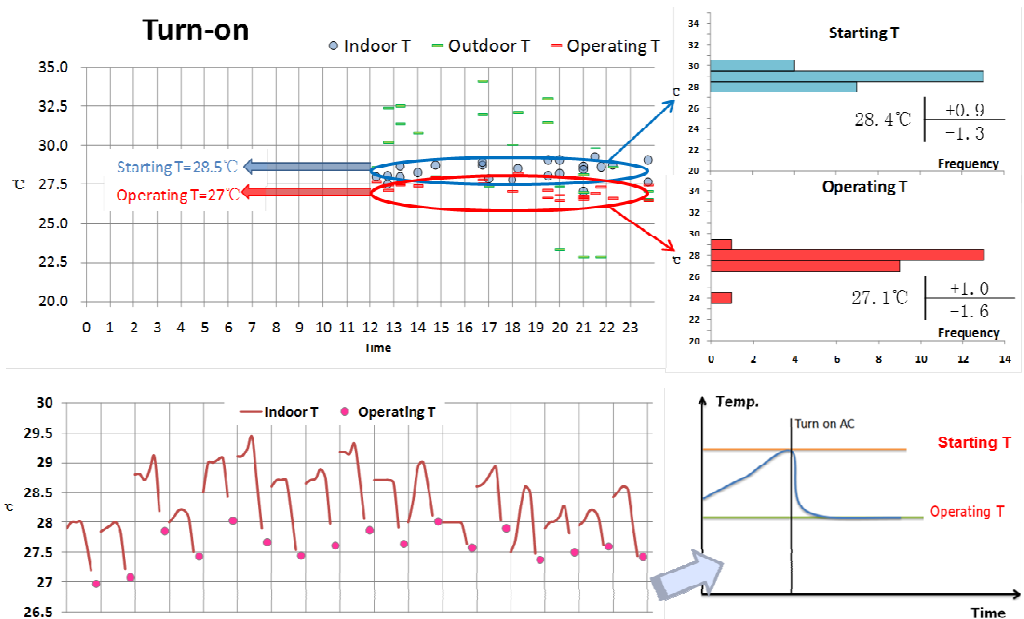 Turn-on
Indoor T Outdoor T Operating T
35.0
32.5
30.0
27.5
25.0
22.5
20.0
℃
Starting T=28.5℃
Operating T=27℃
0 1 2 3 4 5 6 7 8 9 10 11 12 13 14 15 16 17 18 19 20 21 22 23
Time
Starting T
34
32
30
28
26
24
22
20
℃
28.4℃ +0.9
-1.3
Frequency
Operating T
34
32
30
28
26
24
22
20
℃
27.1℃ +1.0
-1.6
Frequency
0 2 4 6 8 10 12 14
Indoor T Operating T
30
29.5
29
28.5
28
27.5
27
26.5
℃
Temp.
Turn on AC
Starting T
Operating T
Time